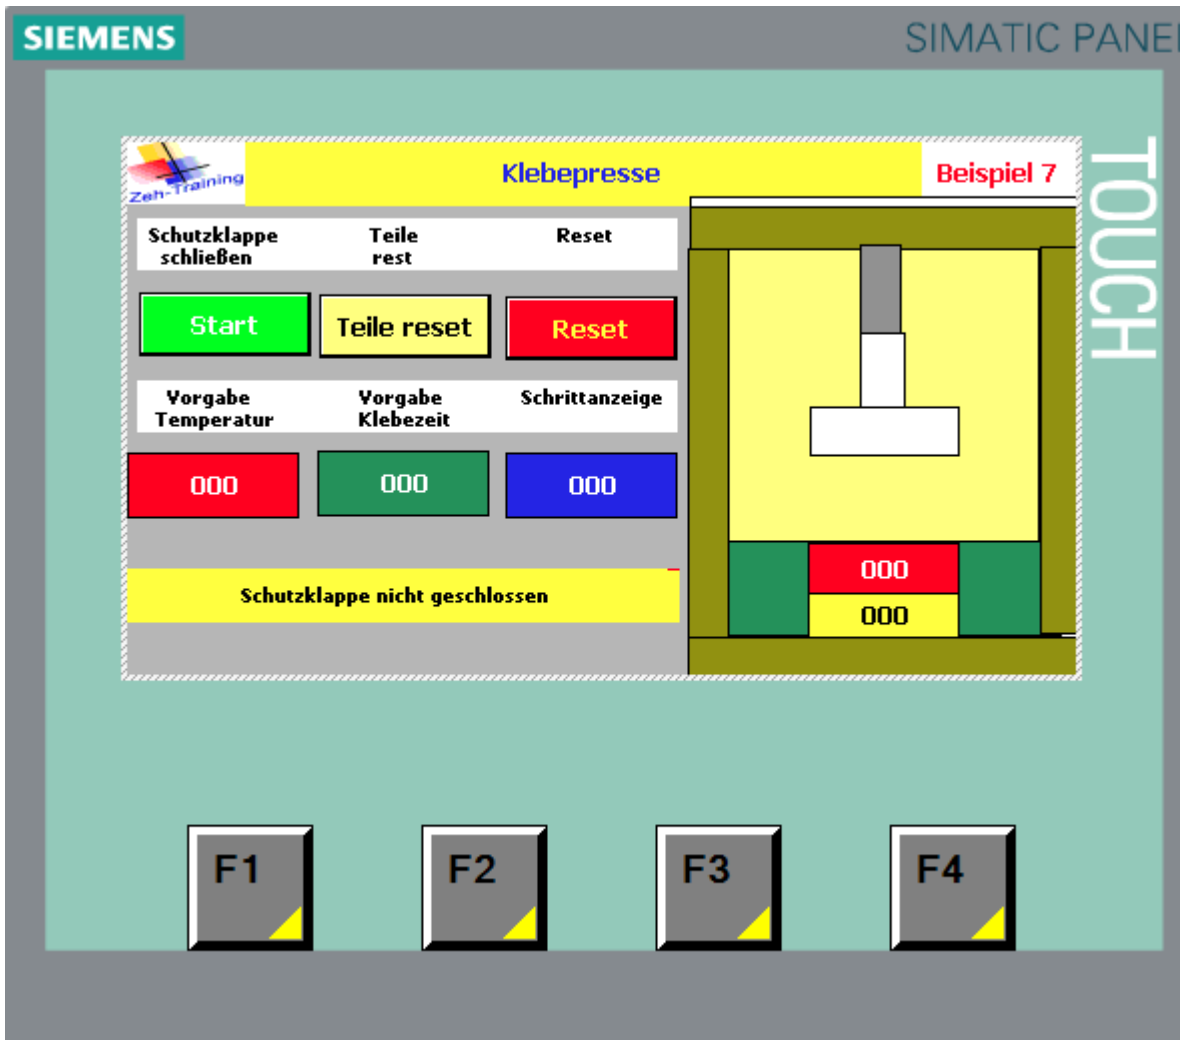 SIEMENS
SIMATIC PANE
TOUCH
Zeh-Training
Klebepresse
Beispiel 7
Schutzklappe
schließen
Teile
rest
Reset
Start
Teile reset
Reset
Vorgabe
Temperatur
Vorgabe
Klebezeit
Schrittanzeige
000
000
000
000
000
Schutzklappe nicht geschlossen
F1
F2
F3
F4